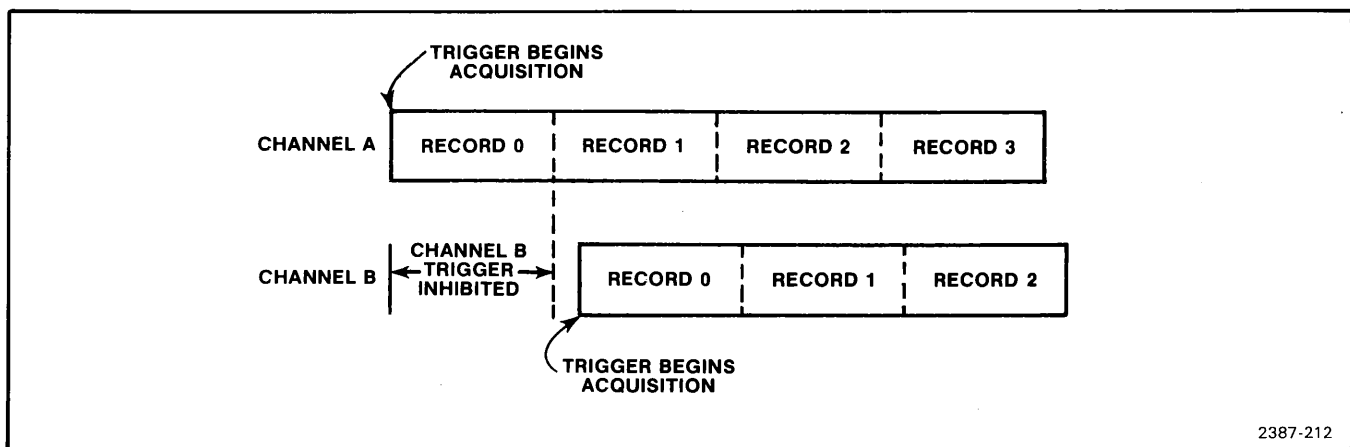 TRIGGER BEGINS
ACQUISITION
CHANNEL A
RECORD 0
RECORD 1
RECORD 2
RECORD 3
CHANNEL B
CHANNEL B
TRIGGER
INHIBITED
RECORD 0
RECORD 1
RECORD 2
TRIGGER BEGINS
ACQUISITION
2387-212